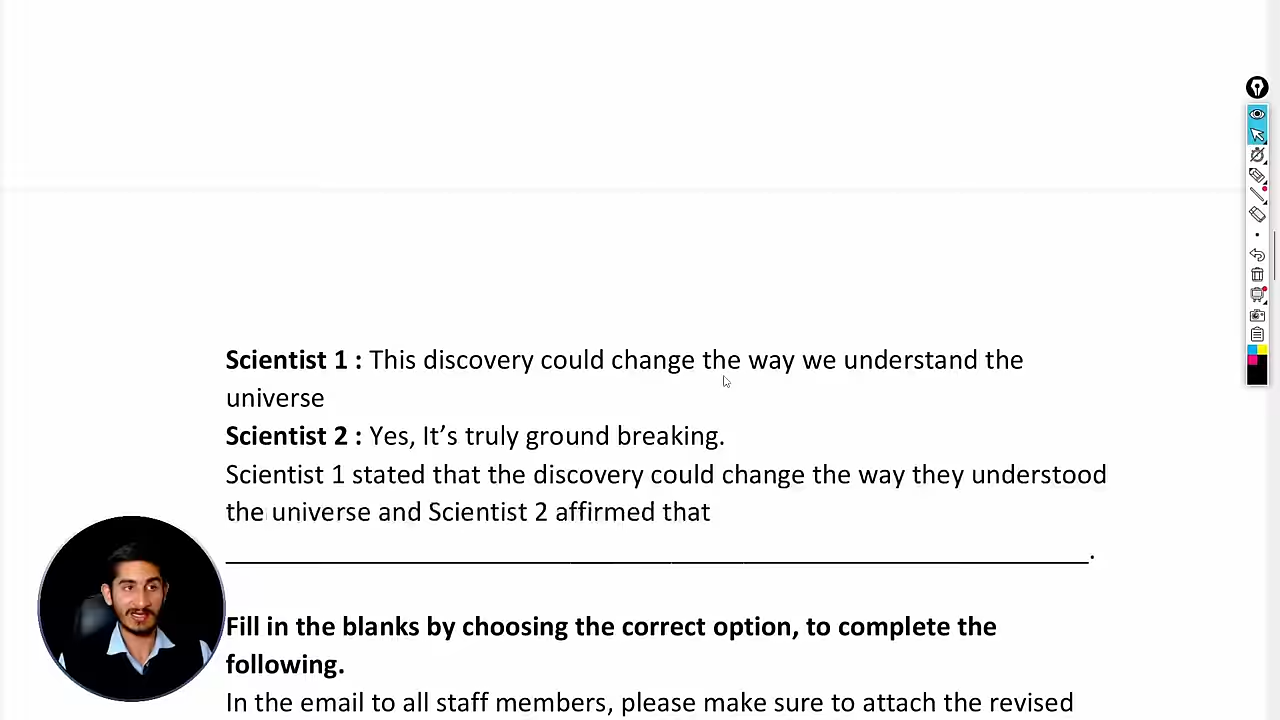 Scientist 1 : This discovery could change the way we understand the
universe
Scientist 2 : Yes, It’s truly ground breaking.
Scientist 1 stated that the discovery could change the way they understood
the universe and Scientist 2 affirmed that
______________________________________________.
Fill in the blanks by choosing the correct option, to complete the
following.
In the email to all staff members, please make sure to attach the revised